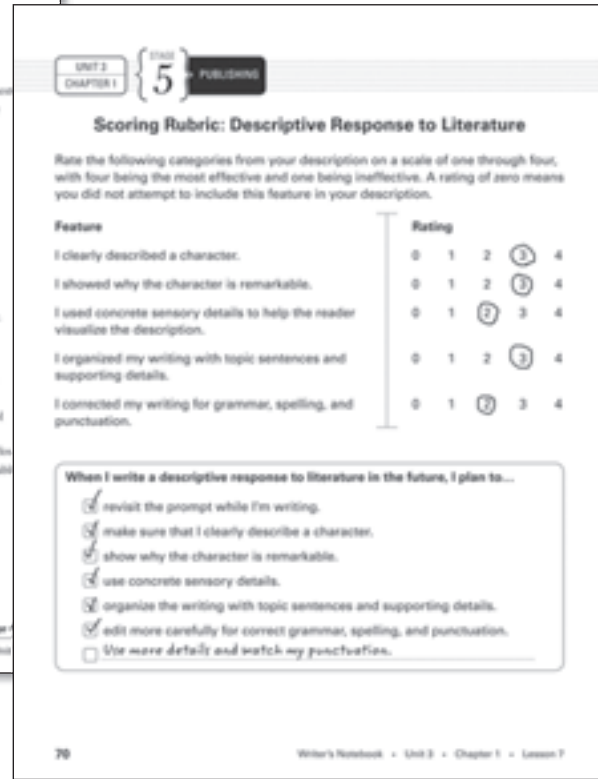 UNIT 3
CHAPTER 1
STAGE
5
PUBLISHING
Scoring Rubric: Descriptive Response to Literature
Rate the following categories from your description on a scale of one through four,
with four being the most effective and one being ineffective. A rating of zero means
you did not attempt to include this feature in your description.
Feature Rating
I clearly described a character. 0 1 2 3 4
I showed why the character is remarkable. 0 1 2 3 4
I used concrete sensory details to help the reader 0 1 2 3 4
visualize the description.
I organized my writing with topic sentences and 0 1 2 3 4
supporting details.
I corrected my writing for grammar, spelling, and 0 1 2 3 4
punctuation.
When I write a descriptive response to literature in the future, I plan to...
revisit the prompt while I'm writing.
make sure that I clearly describe a character.
show why the character is remarkable.
use concrete sensory details.
organize the writing with topic sentences and supporting details.
edit more carefully for correct grammar, spelling, and punctuation.
Use more details and watch my punctuation.
70 Writer's Notebook • Unit 3 • Chapter 1 • Lesson 7